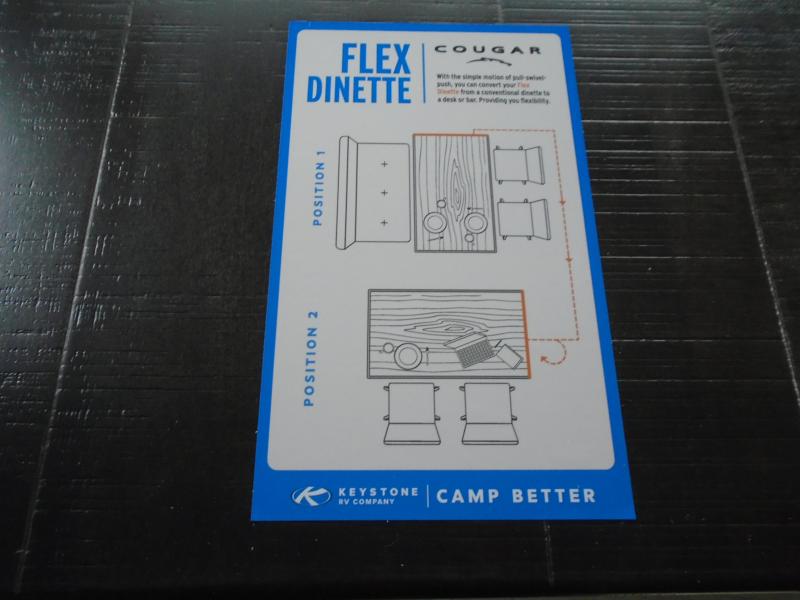 FLEX
DINETTE
COUGAR
With the simple motion of pull-swivel-
push, you can convert your Flex
Dinette from a conventional dinette to
a desk or bar. Providing you flexibility.
POSITION 1
POSITION 2
KEYSTONE
RV COMPANY
CAMP BETTER